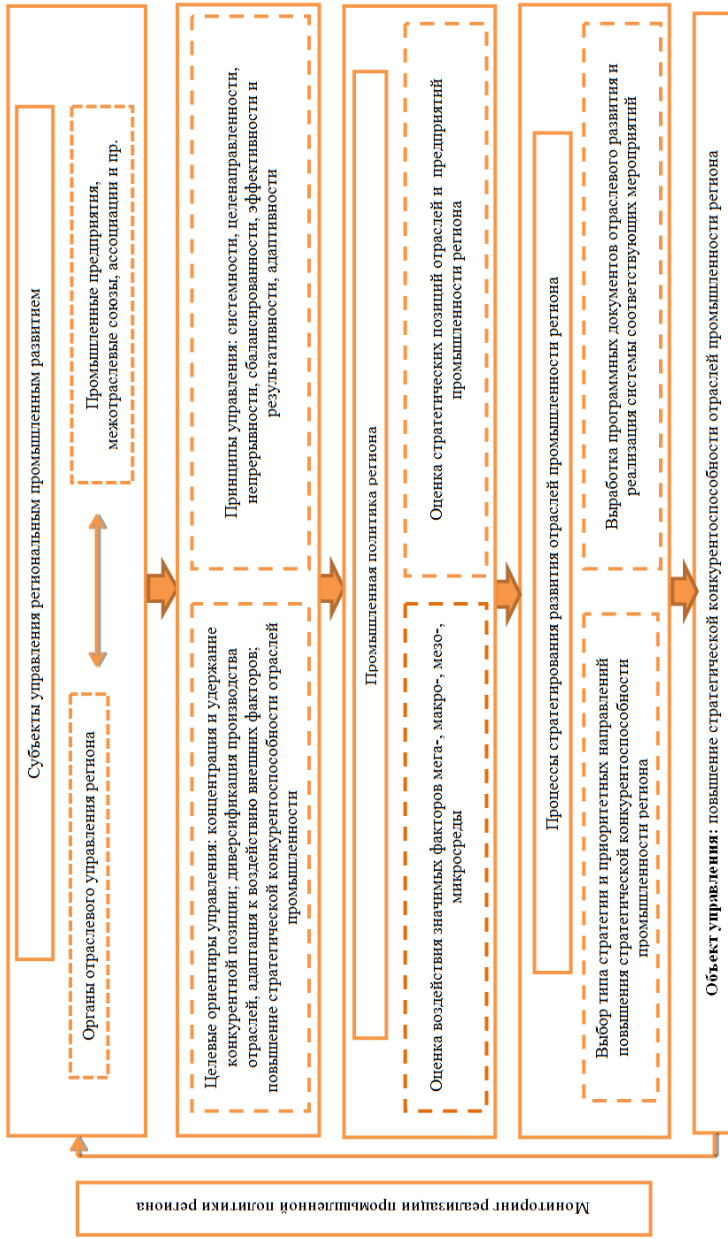 Субъекты управления региональным промышленным развитием
Органы отраслевого управления региона
Промышленные предприятия,
межотраслевые союзы, ассоциации и пр.
Целевые ориентиры управления: концентрация и удержание
конкурентной позиции; диверсификация производства
отраслей, адаптация к воздействию внешних факторов;
повышение стратегической конкурентоспособности отраслей
промышленности
Принципы управления: системности, целенаправленности,
непрерывности, сбалансированности, эффективности и
результативности, адаптивности
Промышленная политика региона
Оценка воздействия значимых факторов мега-, макро-, мезо-,
микросреды
Оценка стратегических позиций отраслей и предприятий
промышленности региона
Процессы стратегирования развития отраслей промышленности региона
Выбор типа стратегии и приоритетных направлений
повышения стратегической конкурентоспособности
промышленности региона
Выработка программных документов отраслевого развития и
реализация системы соответствующих мероприятий
Объект управления: повышение стратегической конкурентоспособности отраслей промышленности региона
Мониторинг реализации промышленной политики региона